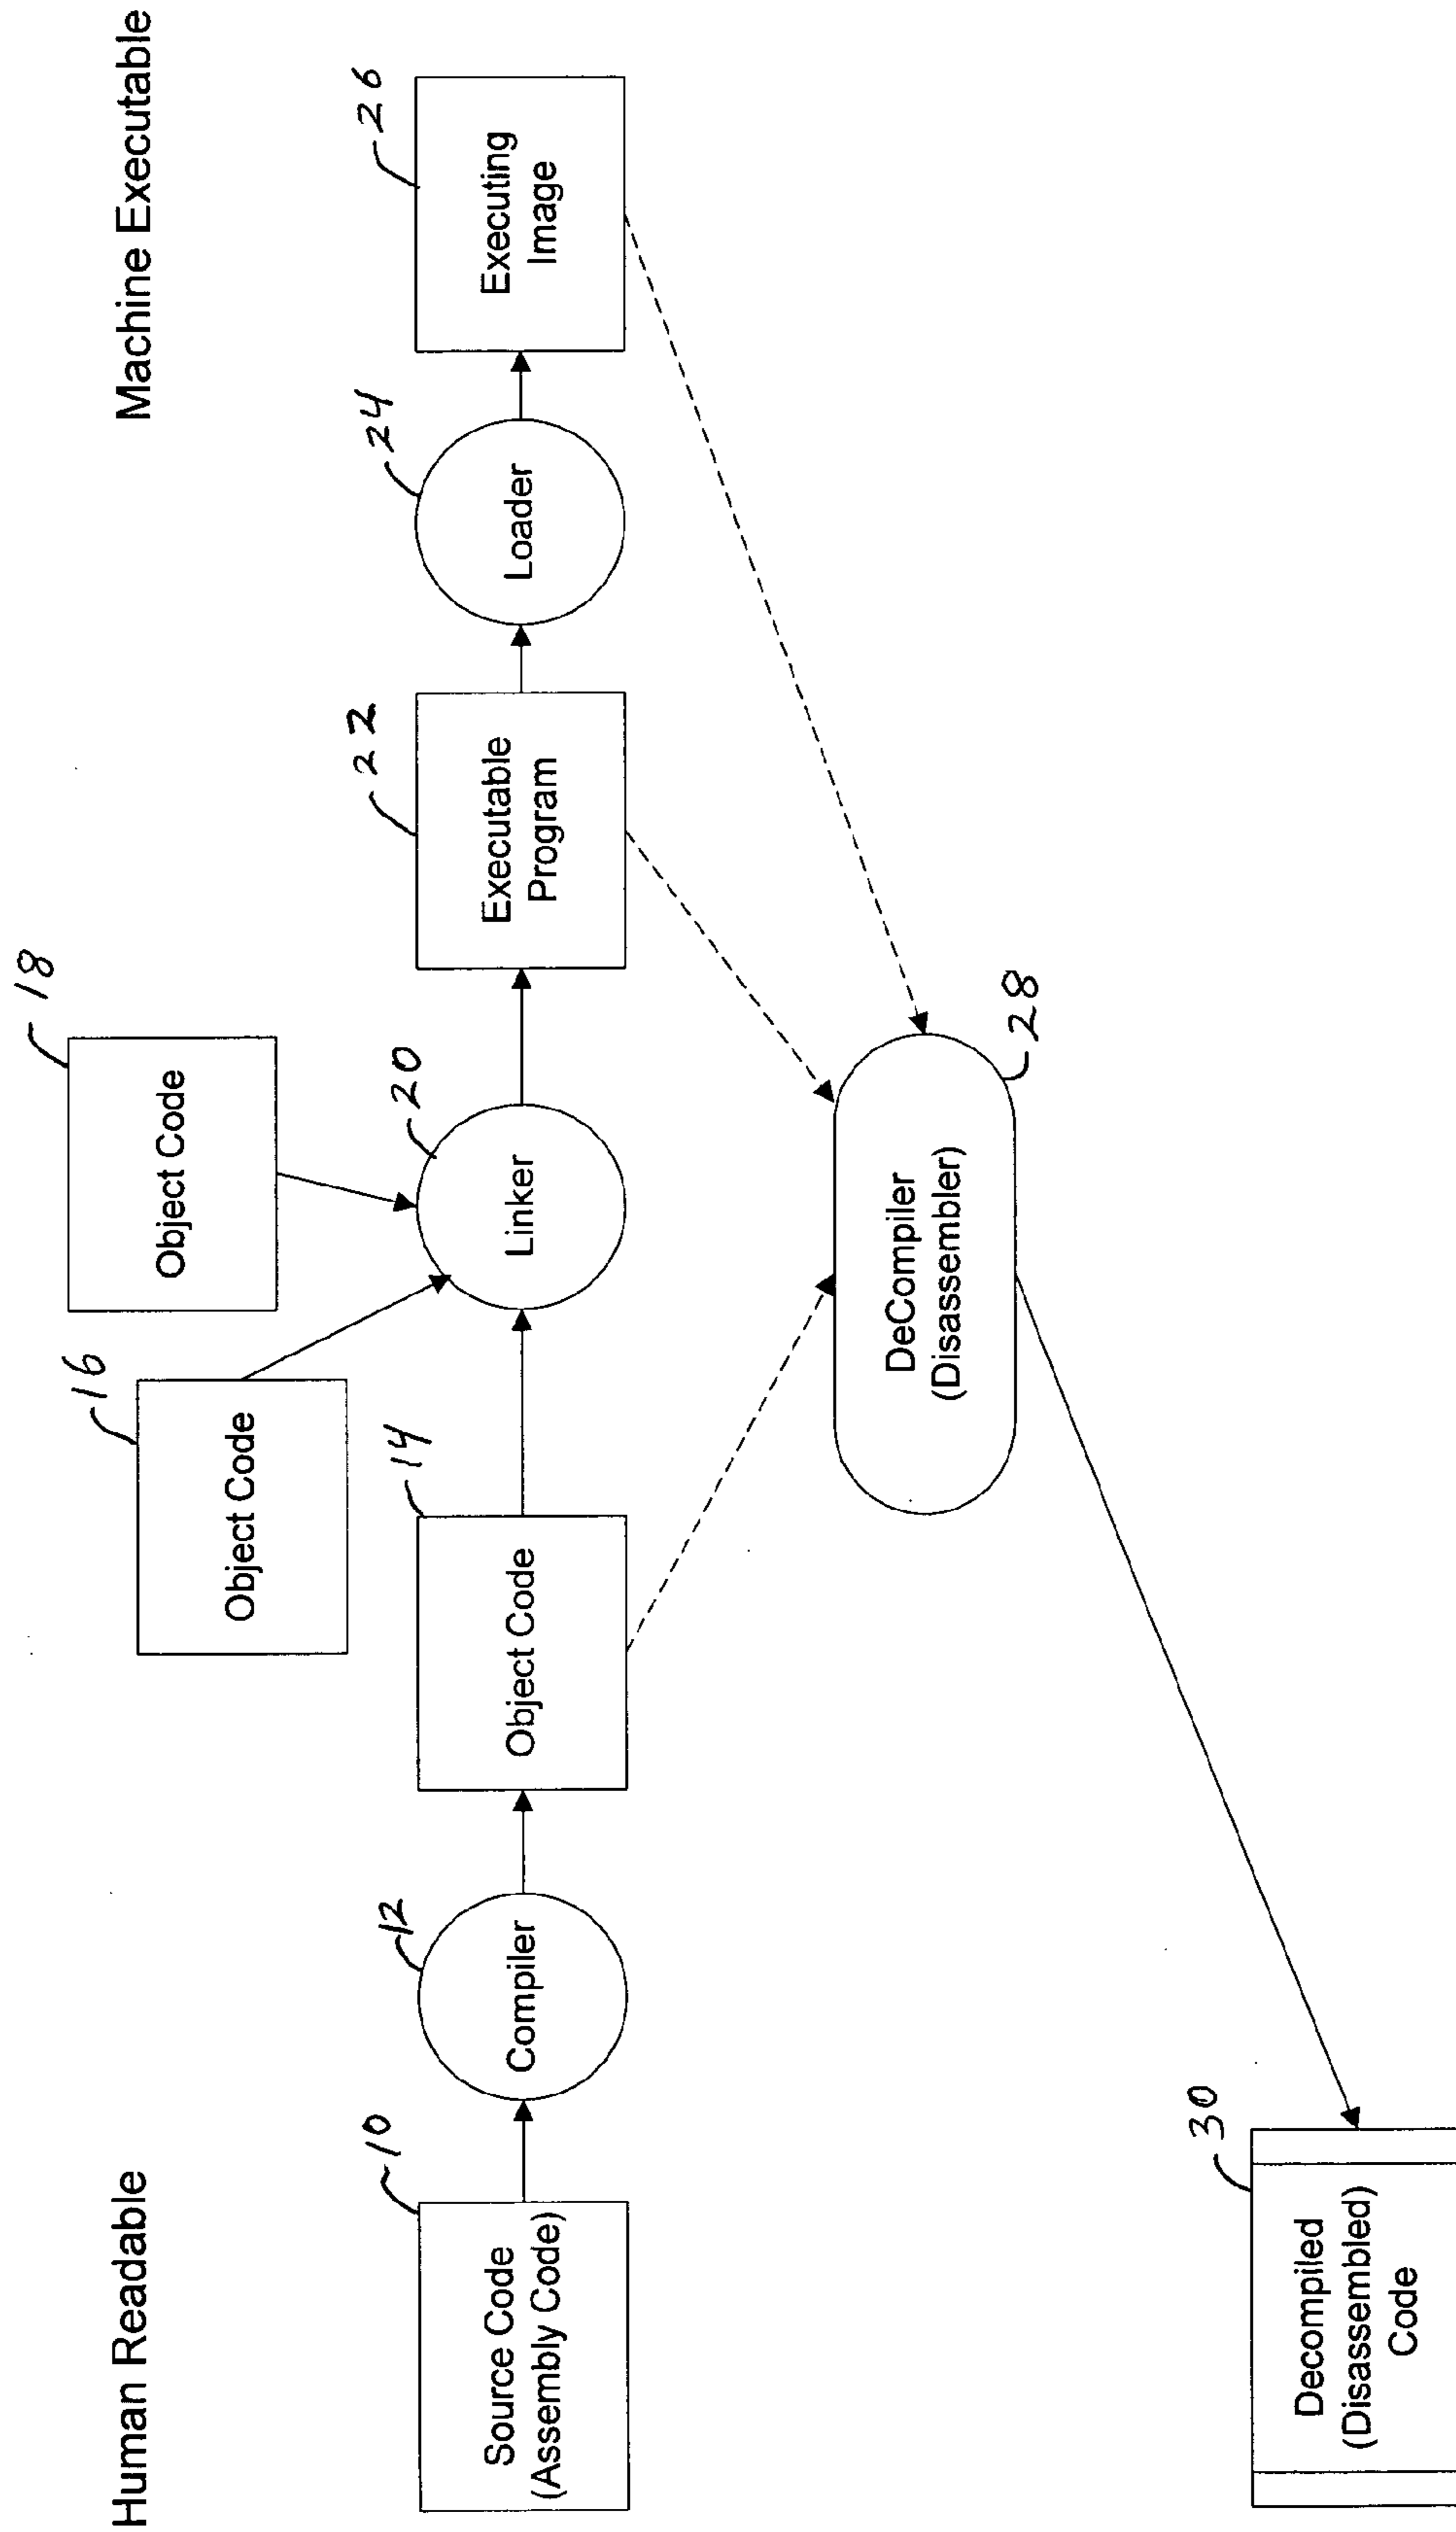 Human Readable
Machine Executable
18
Object Code
16
Object Code
10
Source Code
(Assembly Code)
12
Compiler
14
Object Code
20
Linker
22
Executable
Program
24
Loader
26
Executing
Image
DeCompiler
(Disassembler)
28
30
Decompiled
(Disassembled)
Code